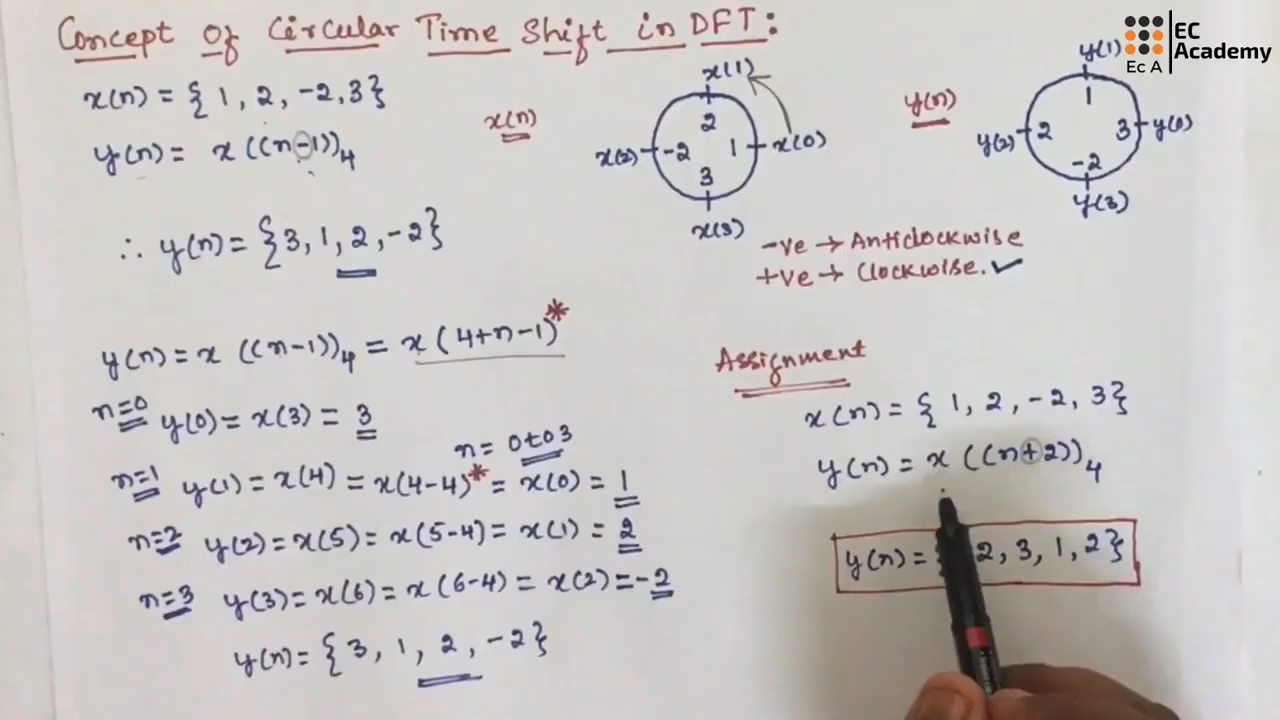 Concept Of Circular Time Shift in DFT:
EC Academy
Ec A
x(n) = { 1, 2, -2, 3}
y(n) = x ((n-1))4
∴ y(n) = {3, 1, 2, -2}
x(n)
x(1)
2
x(2) -2 1 x(0)
3
x(3)
y(n)
y(1)
1
y(2) 2 3 y(0)
-2
y(3)
-ve → Anticlockwise
+ve → Clockwise. ✓
y(n) = x ((n-1))4 = x (4+n-1)*
n=0 y(0) = x(3) = 3
n = 0 to 3
n=1 y(1) = x(4) = x(4-4)* = x(0) = 1
n=2 y(2) = x(5) = x(5-4) = x(1) = 2
n=3 y(3) = x(6) = x(6-4) = x(2) = -2
y(n) = { 3, 1, 2, -2}
Assignment
x(n) = { 1, 2, -2, 3}
y(n) = x ((n+2))4
y(n) = 2, 3, 1, 2}